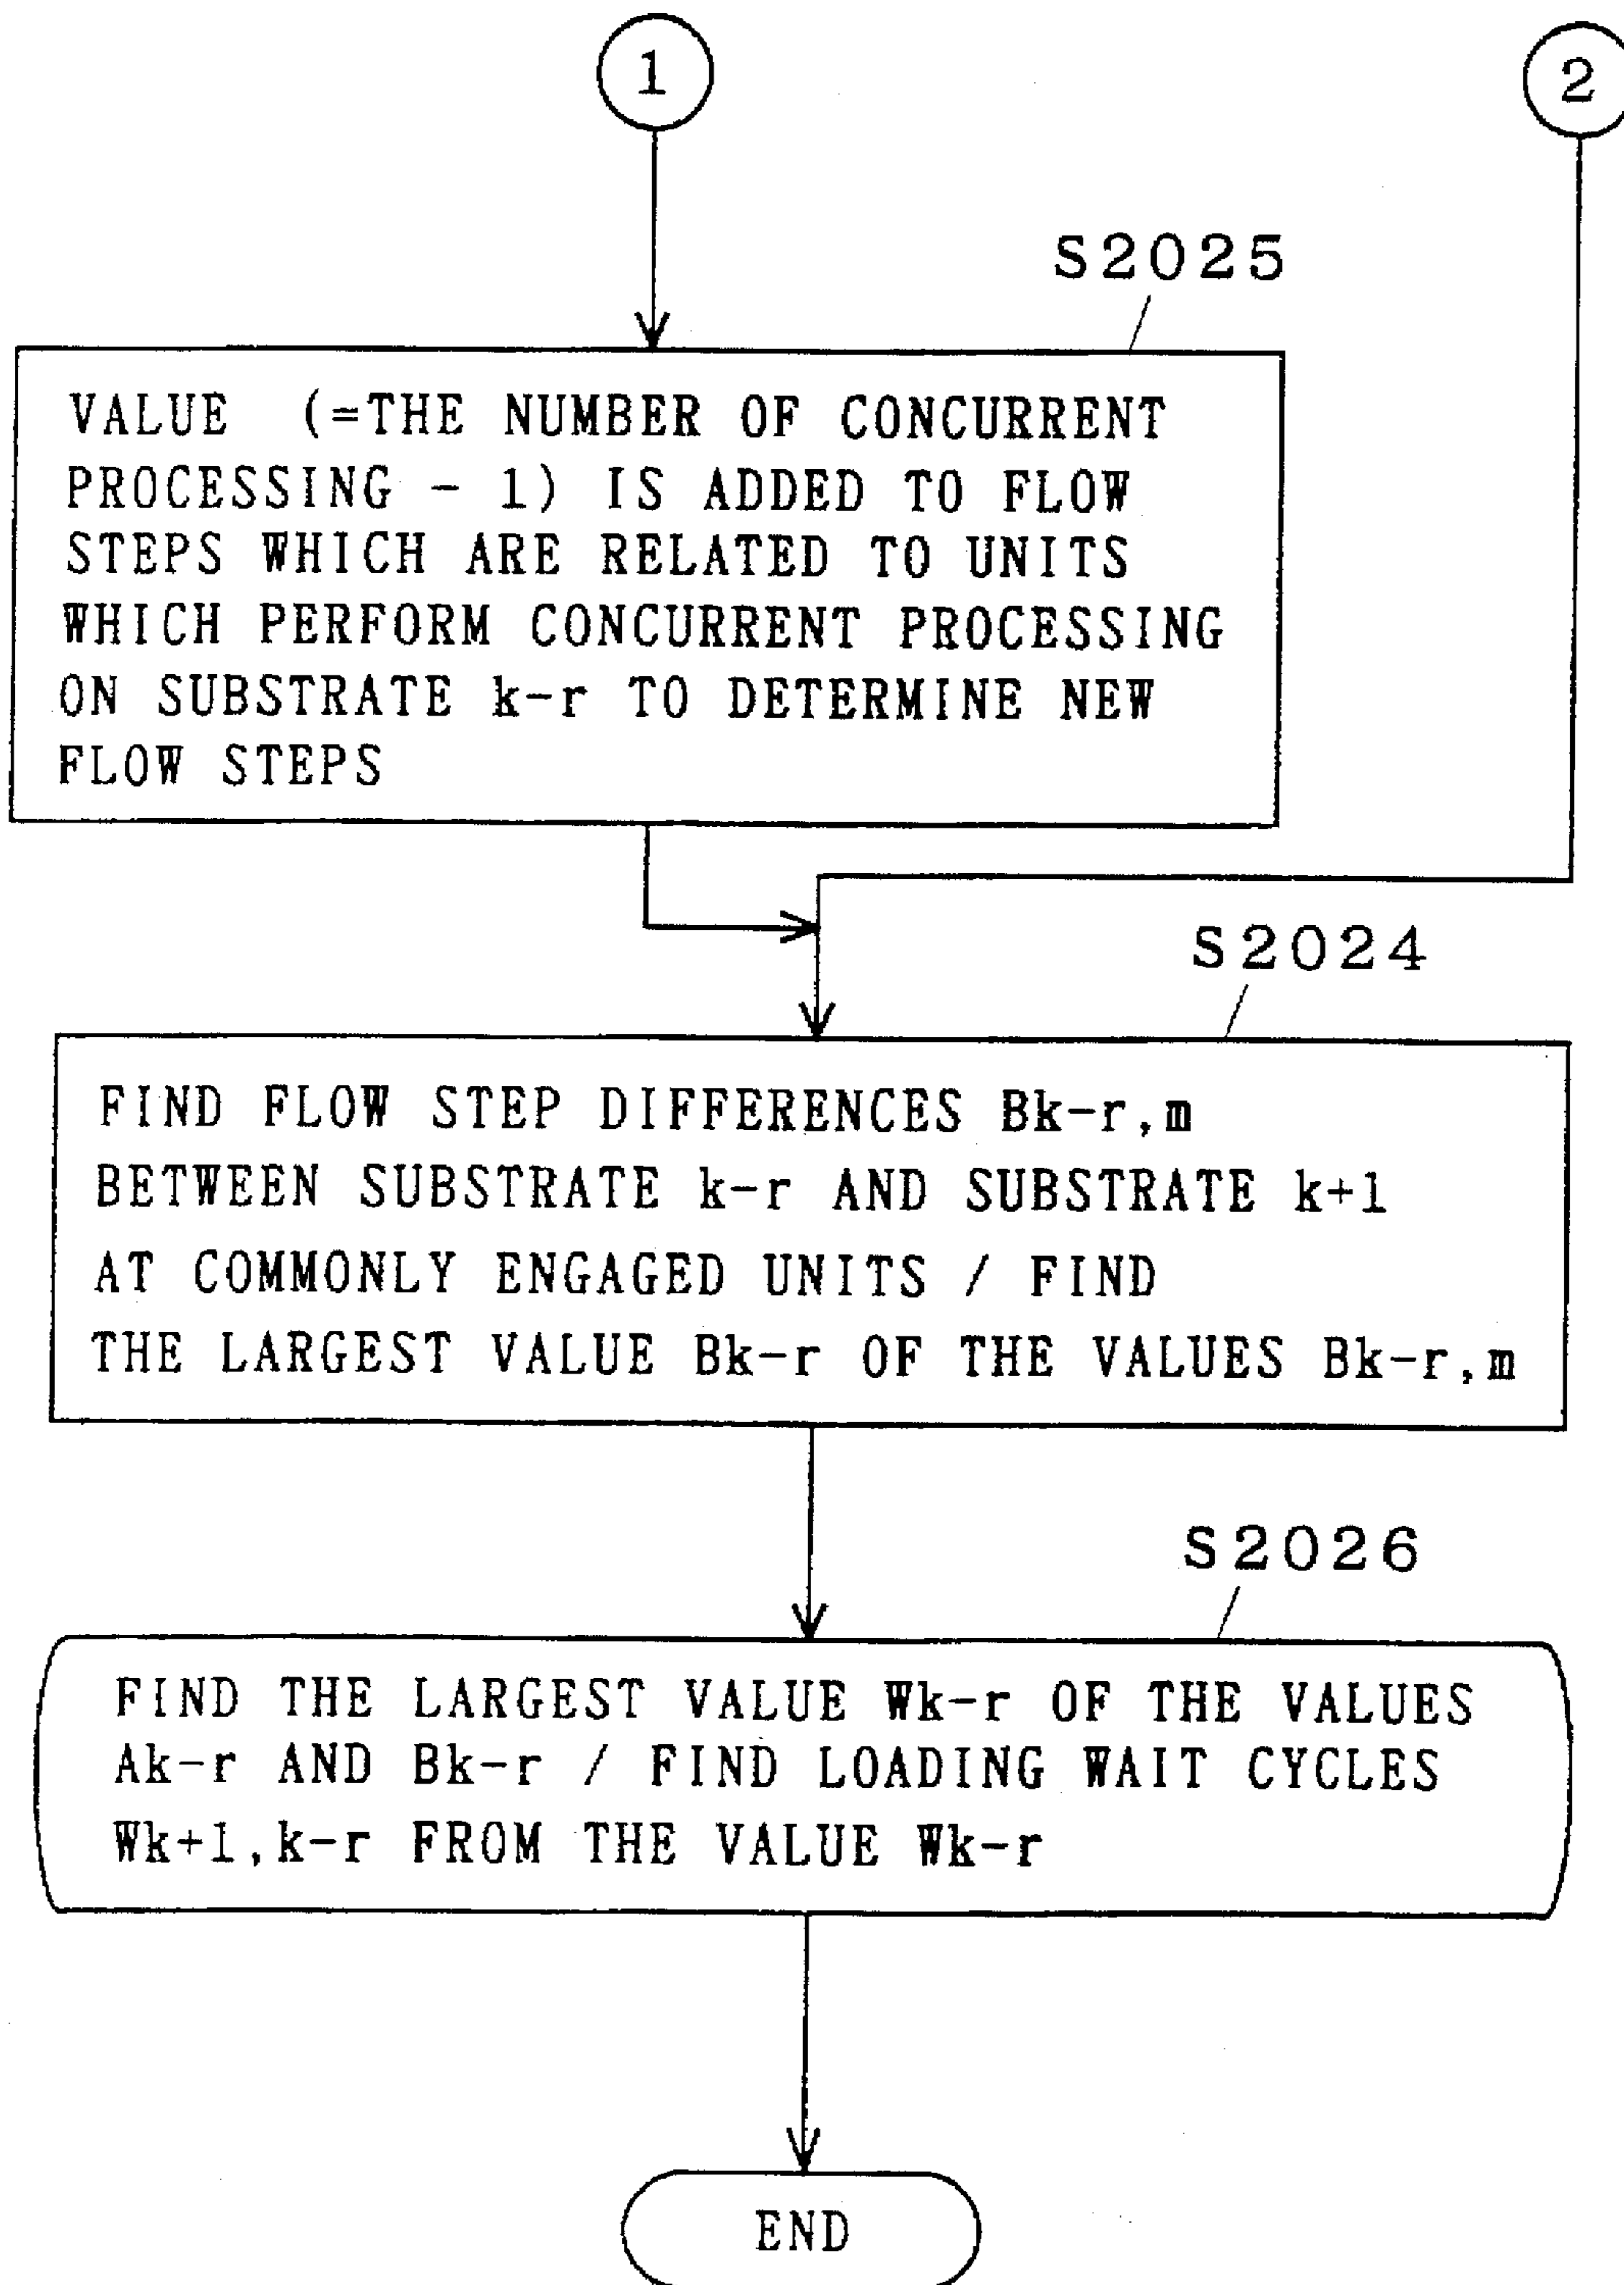 1
2
S2025
VALUE (=THE NUMBER OF CONCURRENT
PROCESSING - 1) IS ADDED TO FLOW
STEPS WHICH ARE RELATED TO UNITS
WHICH PERFORM CONCURRENT PROCESSING
ON SUBSTRATE k-r TO DETERMINE NEW
FLOW STEPS
S2024
FIND FLOW STEP DIFFERENCES Bk-r,m
BETWEEN SUBSTRATE k-r AND SUBSTRATE k+1
AT COMMONLY ENGAGED UNITS / FIND
THE LARGEST VALUE Bk-r OF THE VALUES Bk-r,m
S2026
FIND THE LARGEST VALUE Wk-r OF THE VALUES
Ak-r AND Bk-r / FIND LOADING WAIT CYCLES
Wk+1,k-r FROM THE VALUE Wk-r
END